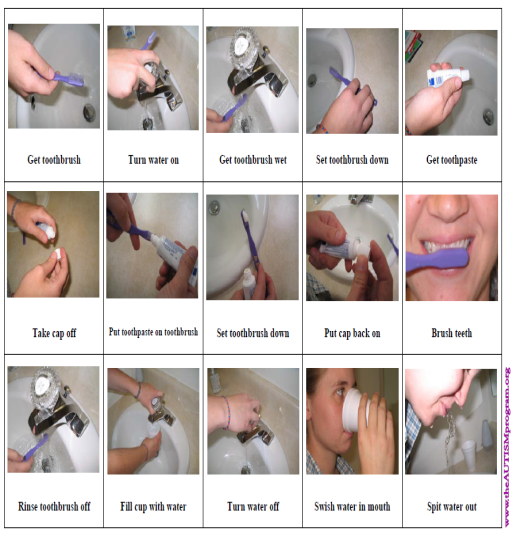 Get toothbrush
Turn water on
Get toothbrush wet
Set toothbrush down
Get toothpaste
Take cap off
Put toothpaste on toothbrush
Set toothbrush down
Put cap back on
Brush teeth
Rinse toothbrush off
Fill cup with water
Turn water off
Swish water in mouth
Spit water out
www.theAUTISMprogram.org